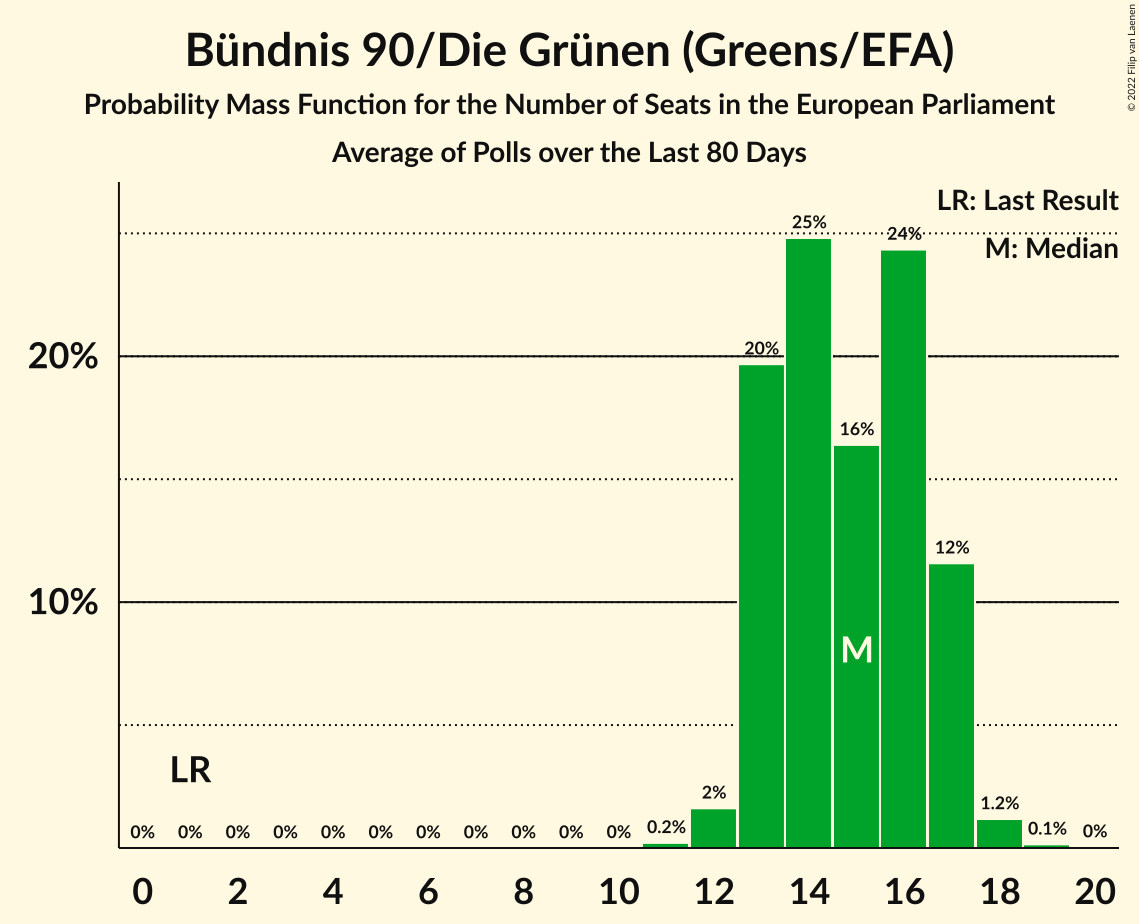 Bündnis 90/Die Grünen (Greens/EFA)
Probability Mass Function for the Number of Seats in the European Parliament
Average of Polls over the Last 80 Days
© 2022 Filip van Laenen
LR: Last Result
M: Median
25%
24%
20%
20%
16%
12%
10%
M
LR
2%
1.2%
0% 0% 0% 0% 0% 0% 0% 0% 0% 0% 0% 0.2% 0.1% 0%
0 2 4 6 8 10 12 14 16 18 20